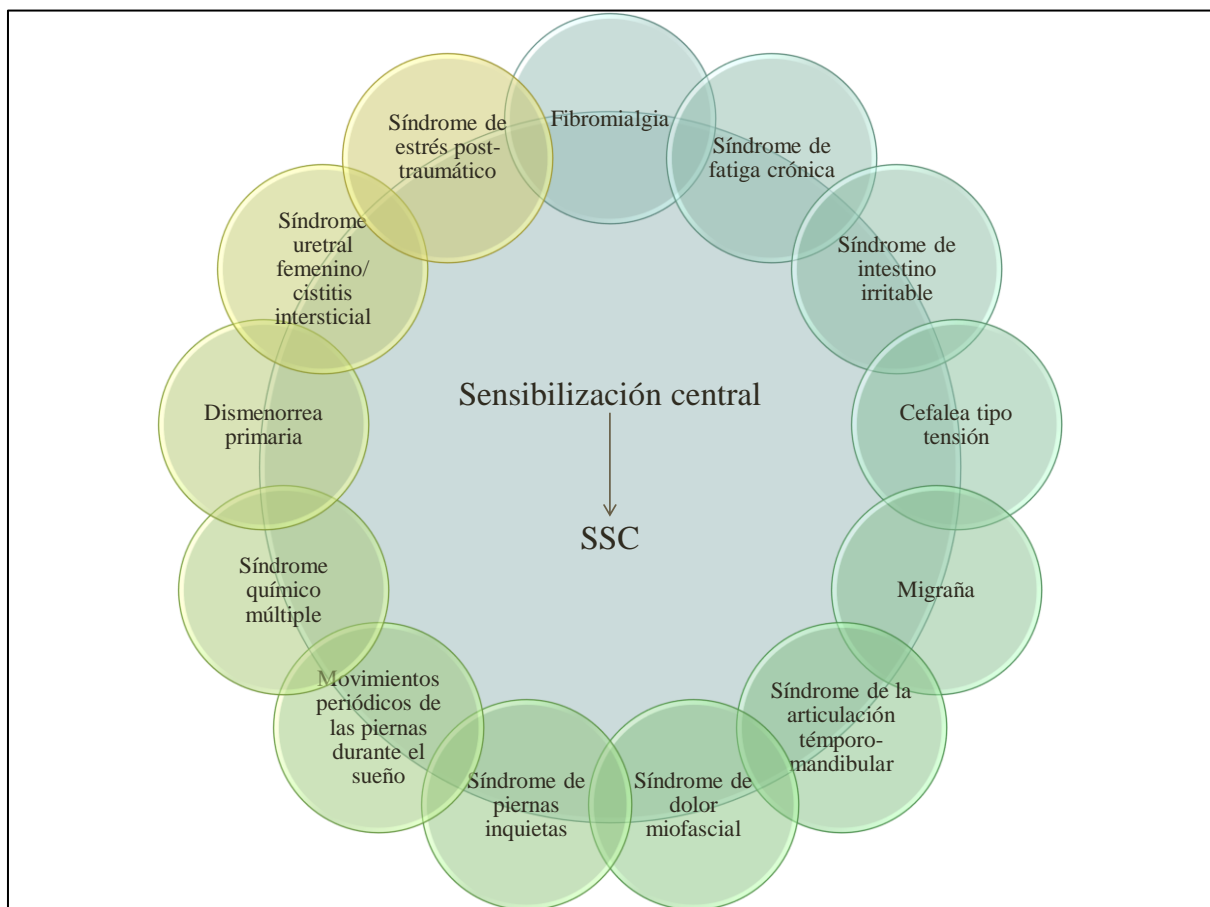 Fibromialgia
Síndrome de
fatiga crónica
Síndrome de
intestino
irritable
Cefalea tipo
tensión
Migraña
Síndrome de la
articulación
témporo-
mandibular
Síndrome de
dolor
miofascial
Síndrome de
piernas
inquietas
Movimientos
periódicos de
las piernas
durante el
sueño
Síndrome
químico
múltiple
Dismenorrea
primaria
Síndrome
uretral
femenino/
cistitis
intersticial
Síndrome de
estrés post-
traumático
Sensibilización central
SSC